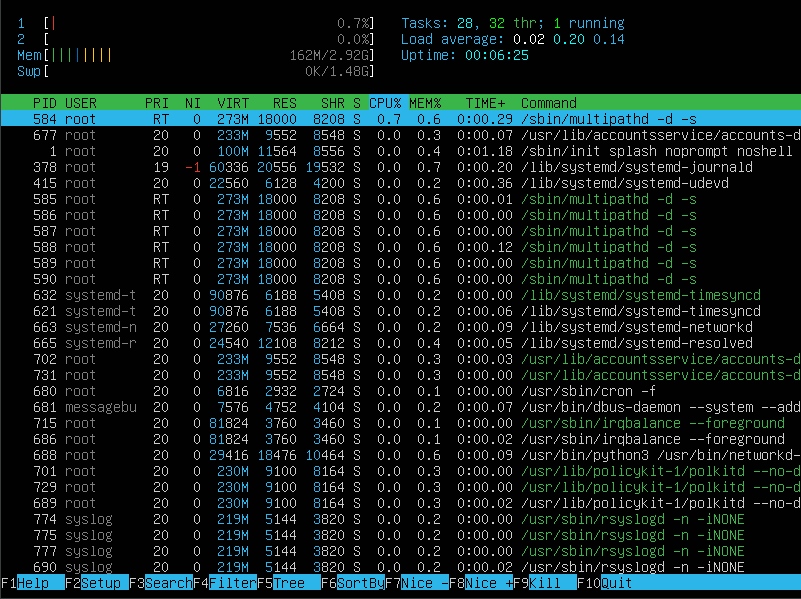 1 [| 0.7%] Tasks: 28, 32 thr; 1 running
2 [ 0.0%] Load average: 0.02 0.20 0.14
Mem[|||||||| 162M/2.92G] Uptime: 00:06:25
Swp[ 0K/1.48G]
PID USER PRI NI VIRT RES SHR S CPU% MEM% TIME+ Command
584 root RT 0 273M 18000 8208 S 0.7 0.6 0:00.29 /sbin/multipathd -d -s
677 root 20 0 233M 9552 8548 S 0.0 0.3 0:00.07 /usr/lib/accountsservice/accounts-d
1 root 20 0 100M 11564 8556 S 0.0 0.4 0:01.18 /sbin/init splash noprompt noshell
378 root 19 -1 60336 20556 19532 S 0.0 0.7 0:00.20 /lib/systemd/systemd-journald
415 root 20 0 22560 6128 4200 S 0.0 0.2 0:00.36 /lib/systemd/systemd-udevd
585 root RT 0 273M 18000 8208 S 0.0 0.6 0:00.01 /sbin/multipathd -d -s
586 root RT 0 273M 18000 8208 S 0.0 0.6 0:00.00 /sbin/multipathd -d -s
587 root RT 0 273M 18000 8208 S 0.0 0.6 0:00.00 /sbin/multipathd -d -s
588 root RT 0 273M 18000 8208 S 0.0 0.6 0:00.12 /sbin/multipathd -d -s
589 root RT 0 273M 18000 8208 S 0.0 0.6 0:00.00 /sbin/multipathd -d -s
590 root RT 0 273M 18000 8208 S 0.0 0.6 0:00.00 /sbin/multipathd -d -s
632 systemd-t 20 0 90876 6188 5408 S 0.0 0.2 0:00.00 /lib/systemd/systemd-timesyncd
621 systemd-t 20 0 90876 6188 5408 S 0.0 0.2 0:00.06 /lib/systemd/systemd-timesyncd
663 systemd-n 20 0 27260 7536 6664 S 0.0 0.2 0:00.09 /lib/systemd/systemd-networkd
665 systemd-r 20 0 24540 12108 8212 S 0.0 0.4 0:00.05 /lib/systemd/systemd-resolved
702 root 20 0 233M 9552 8548 S 0.0 0.3 0:00.03 /usr/lib/accountsservice/accounts-d
731 root 20 0 233M 9552 8548 S 0.0 0.3 0:00.00 /usr/lib/accountsservice/accounts-d
680 root 20 0 6816 2932 2724 S 0.0 0.1 0:00.00 /usr/sbin/cron -f
681 messagebu 20 0 7576 4752 4104 S 0.0 0.2 0:00.07 /usr/bin/dbus-daemon --system --add
715 root 20 0 81824 3760 3460 S 0.0 0.1 0:00.00 /usr/sbin/irqbalance --foreground
686 root 20 0 81824 3760 3460 S 0.0 0.1 0:00.02 /usr/sbin/irqbalance --foreground
688 root 20 0 29416 18476 10464 S 0.0 0.6 0:00.09 /usr/bin/python3 /usr/bin/networkd-
701 root 20 0 230M 9100 8164 S 0.0 0.3 0:00.00 /usr/lib/policykit-1/polkitd --no-d
729 root 20 0 230M 9100 8164 S 0.0 0.3 0:00.00 /usr/lib/policykit-1/polkitd --no-d
689 root 20 0 230M 9100 8164 S 0.0 0.3 0:00.02 /usr/lib/policykit-1/polkitd --no-d
774 syslog 20 0 219M 5144 3820 S 0.0 0.2 0:00.00 /usr/sbin/rsyslogd -n -iNONE
775 syslog 20 0 219M 5144 3820 S 0.0 0.2 0:00.00 /usr/sbin/rsyslogd -n -iNONE
777 syslog 20 0 219M 5144 3820 S 0.0 0.2 0:00.00 /usr/sbin/rsyslogd -n -iNONE
690 syslog 20 0 219M 5144 3820 S 0.0 0.2 0:00.02 /usr/sbin/rsyslogd -n -iNONE
F1Help F2Setup F3SearchF4FilterF5Tree F6SortByF7Nice -F8Nice +F9Kill F10Quit